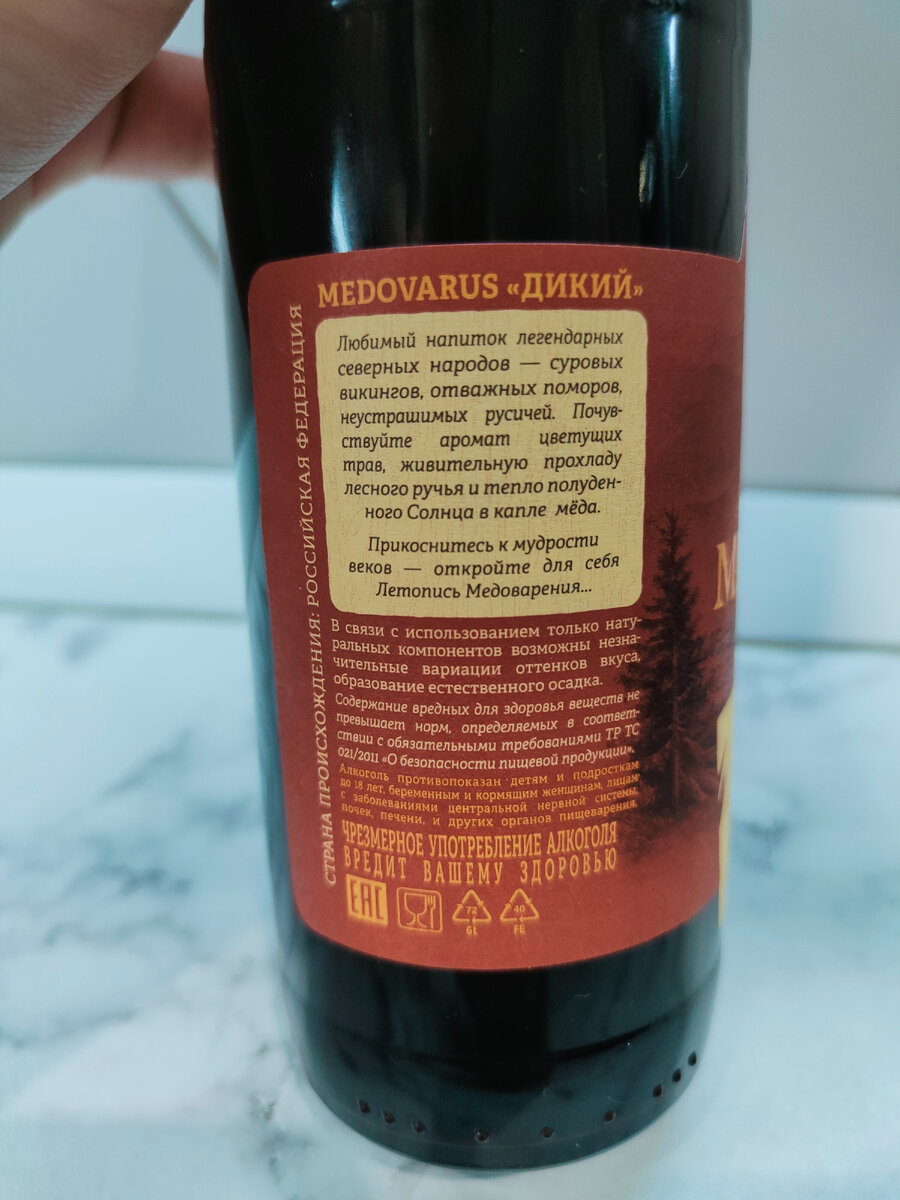 MEDOVARUS «ДИКИЙ»
Любимый напиток легендарных
северных народов — суровых
викингов, отважных поморов,
неустрашимых русичей. Почув-
ствуйте аромат цветущих
трав, живительную прохладу
лесного ручья и тепло полуден-
ного Солнца в капле мёда.
Прикоснитесь к мудрости
веков — откройте для себя
Летопись Медоварения...
В связи с использованием только нату-
ральных компонентов возможны незна-
чительные вариации оттенков вкуса,
образование естественного осадка.
Содержание вредных для здоровья веществ не
превышает норм, определяемых в соответ-
ствии с обязательными требованиями ТР ТС
021/2011 «О безопасности пищевой продукции».
Алкоголь противопоказан детям и подросткам
до 18 лет, беременным и кормящим женщинам, лицам
с заболеваниями центральной нервной системы,
почек, печени, и других органов пищеварения.
ЧРЕЗМЕРНОЕ УПОТРЕБЛЕНИЕ АЛКОГОЛЯ
ВРЕДИТ ВАШЕМУ ЗДОРОВЬЮ
EAC
72 40
GL FE
СТРАНА ПРОИСХОЖДЕНИЯ: РОССИЙСКАЯ ФЕДЕРАЦИЯ